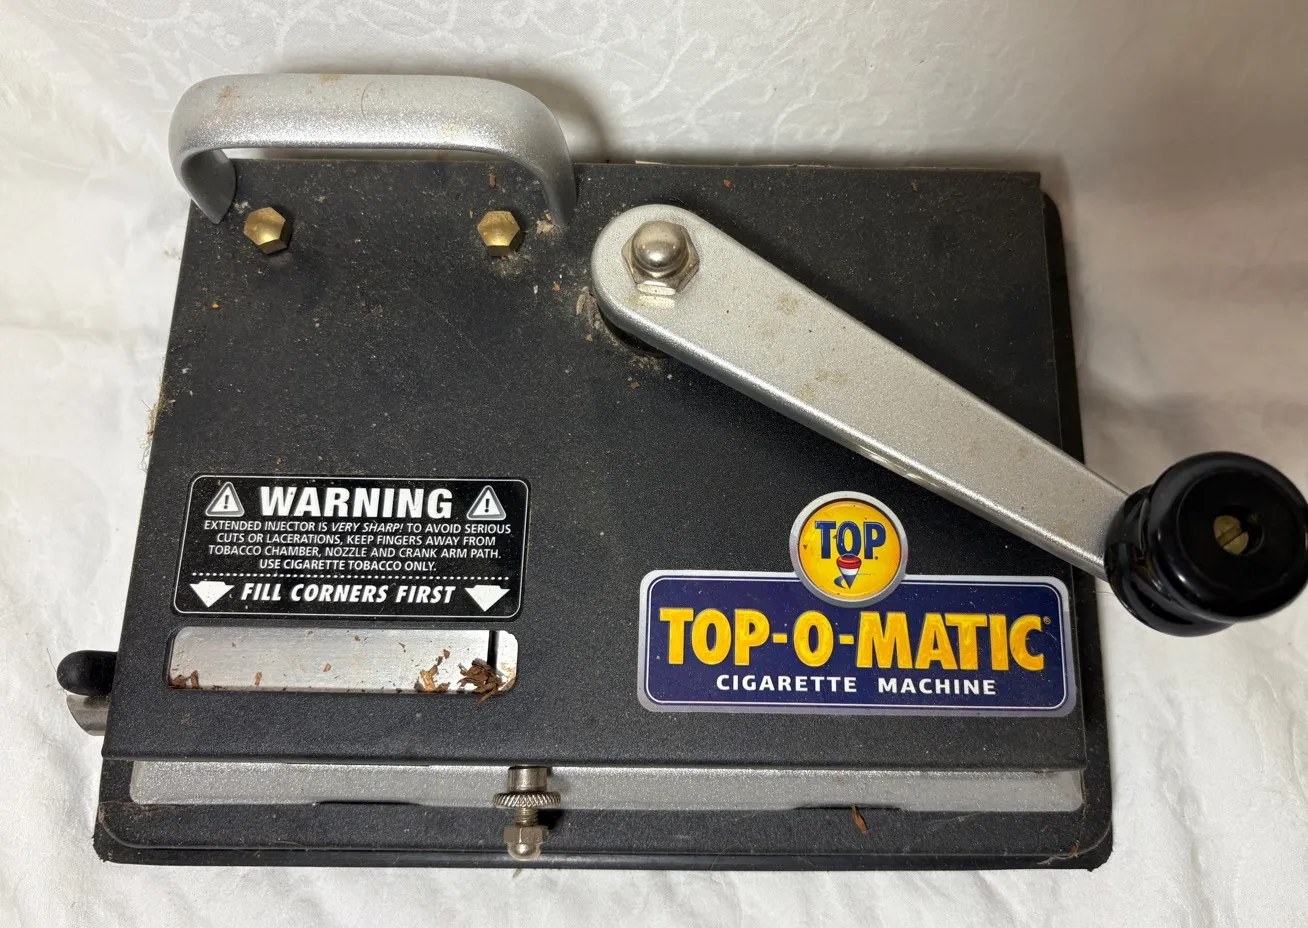 WARNING
EXTENDED INJECTOR IS VERY SHARP! TO AVOID SERIOUS
CUTS OR LACERATIONS, KEEP FINGERS AWAY FROM
TOBACCO CHAMBER, NOZZLE AND CRANK ARM PATH.
USE CIGARETTE TOBACCO ONLY.
FILL CORNERS FIRST
TOP
TOP-O-MATIC®
CIGARETTE MACHINE